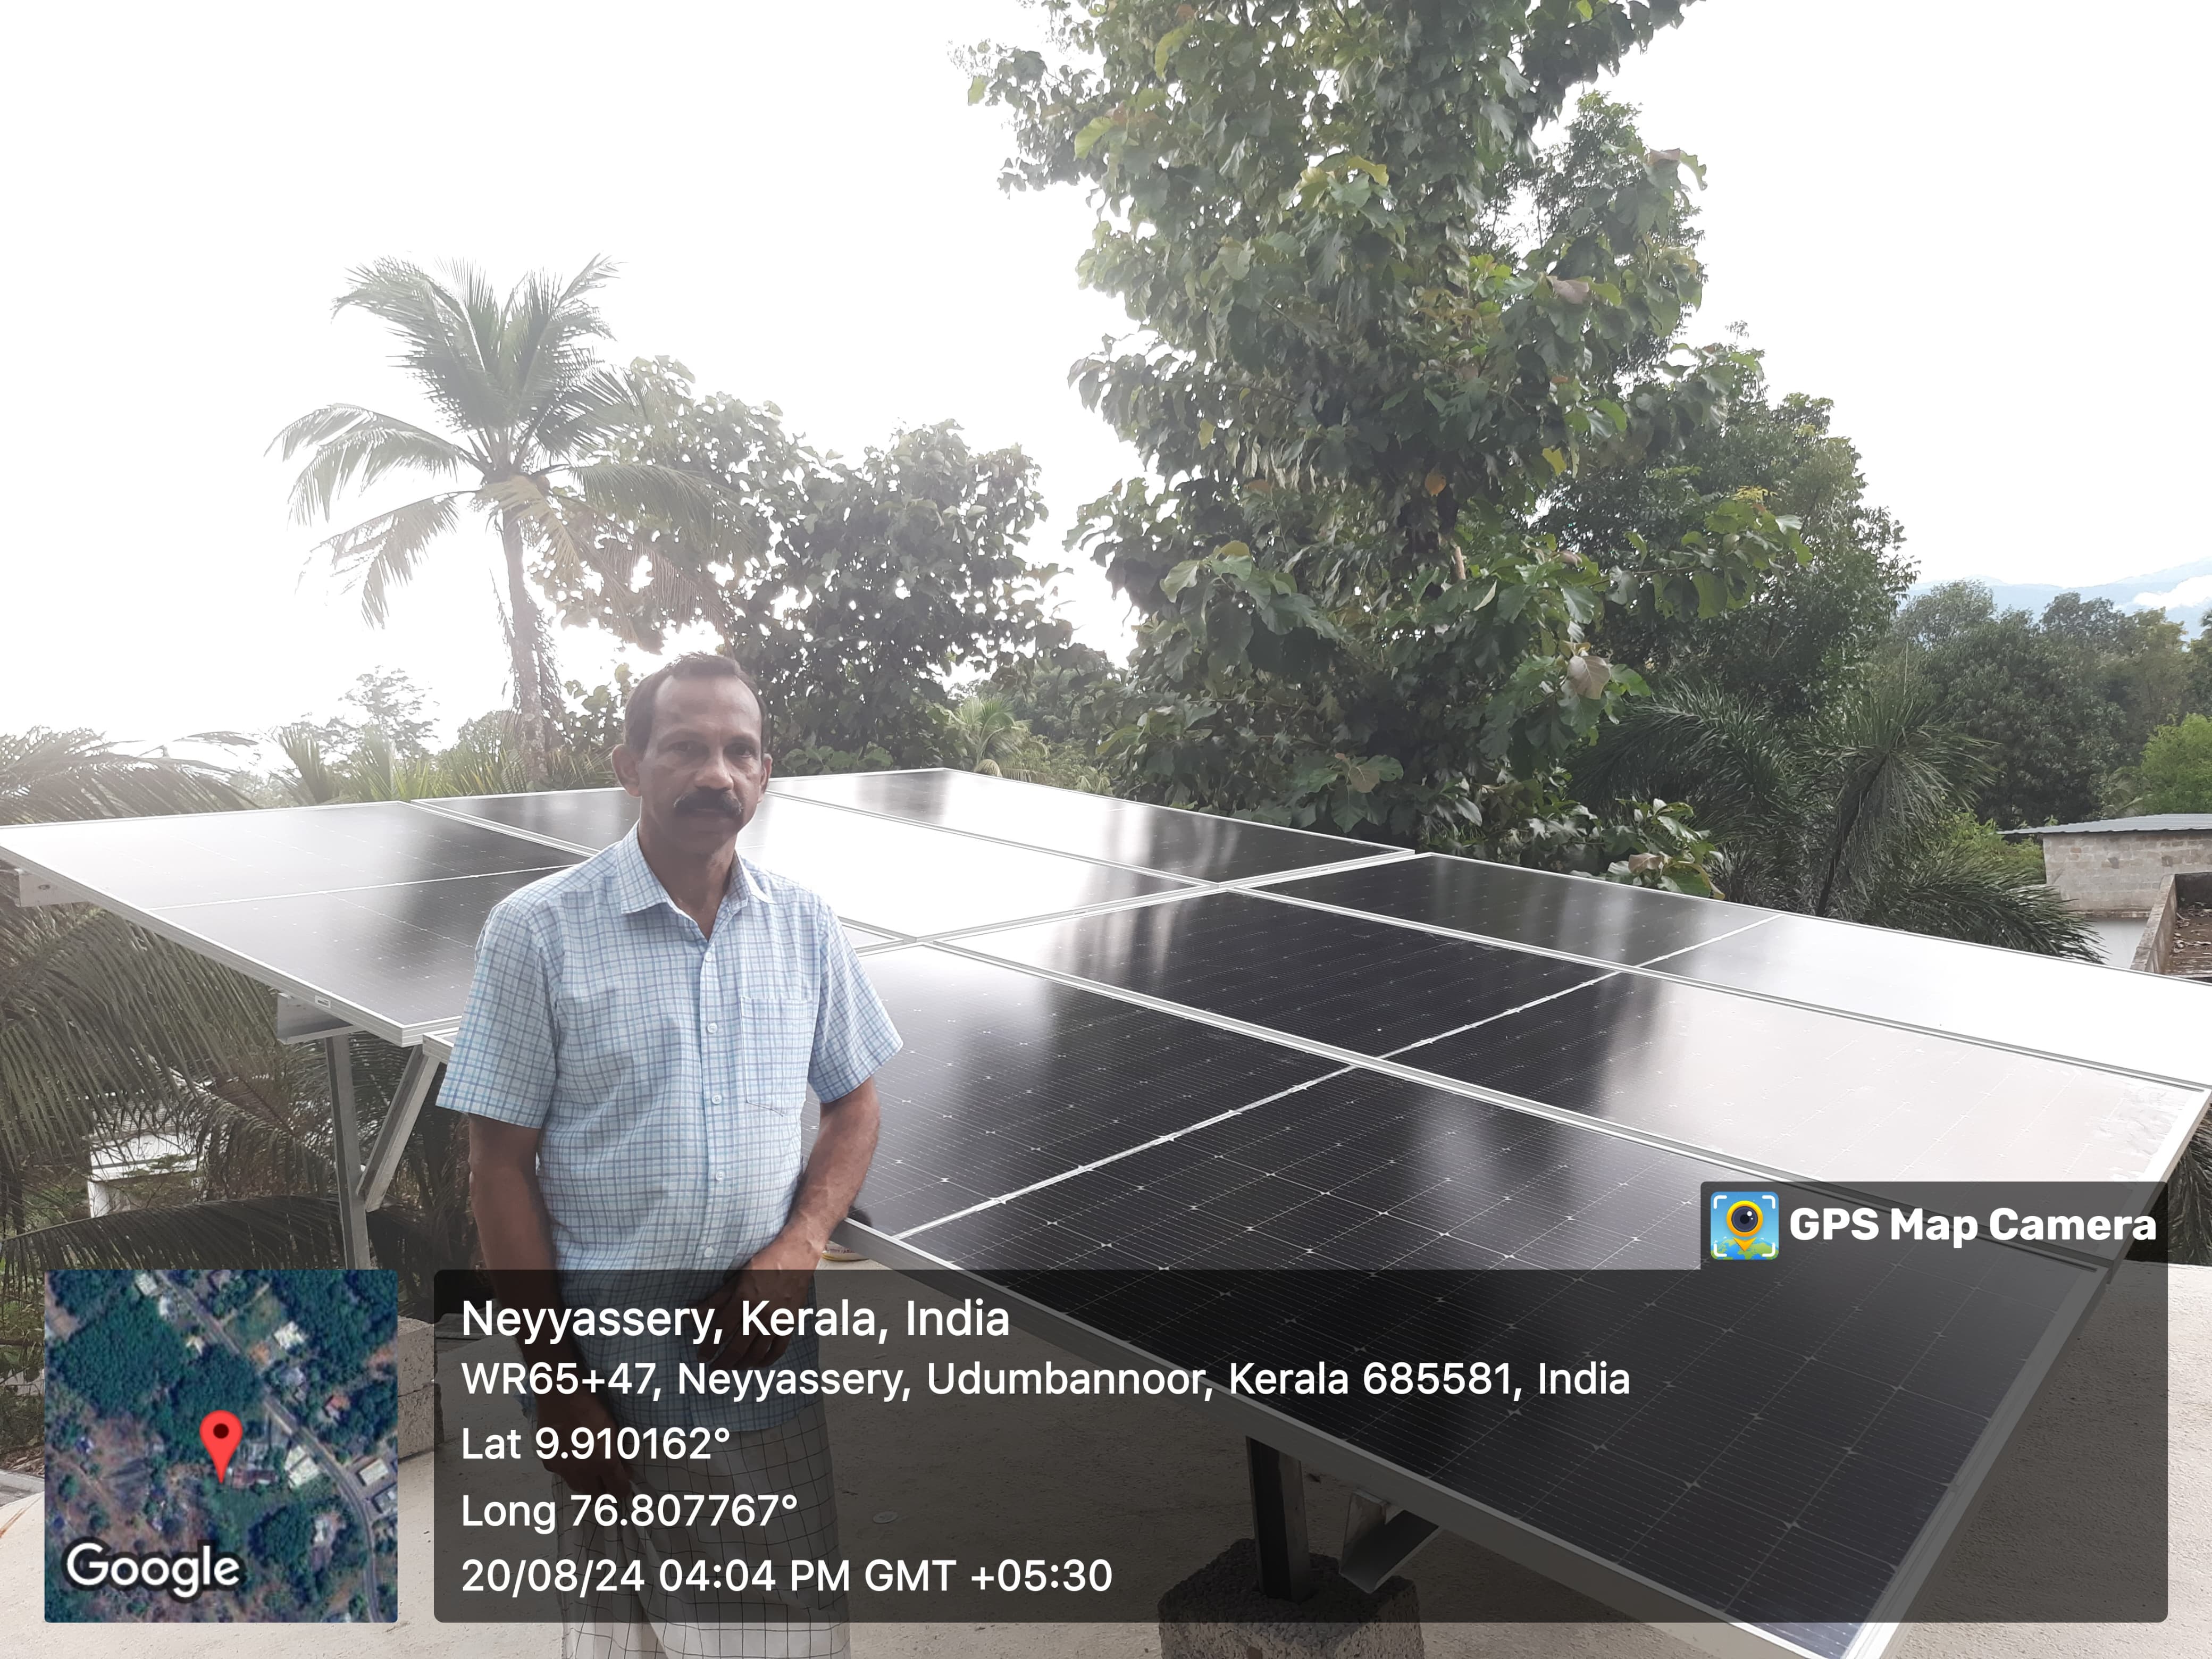 GPS Map Camera
Neyyassery, Kerala, India
WR65+47, Neyyassery, Udumbannoor, Kerala 685581, India
Lat 9.910162°
Long 76.807767°
20/08/24 04:04 PM GMT +05:30
Google